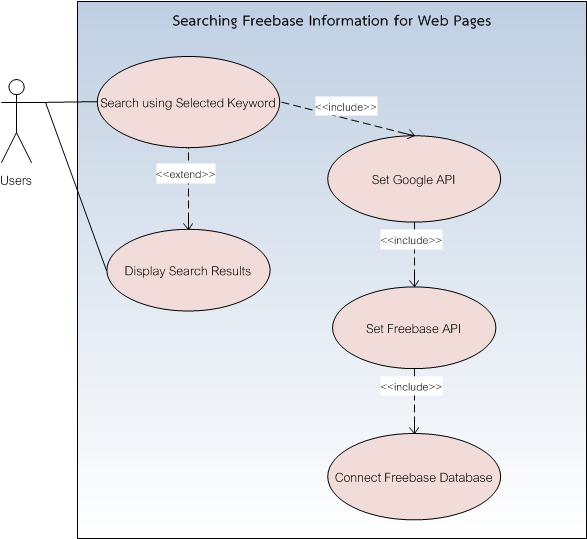 Searching Freebase Information for Web Pages
Search using Selected Keyword
<<include>>
<<extend>>
Set Google API
Users
<<include>>
Display Search Results
Set Freebase API
<<include>>
Connect Freebase Database